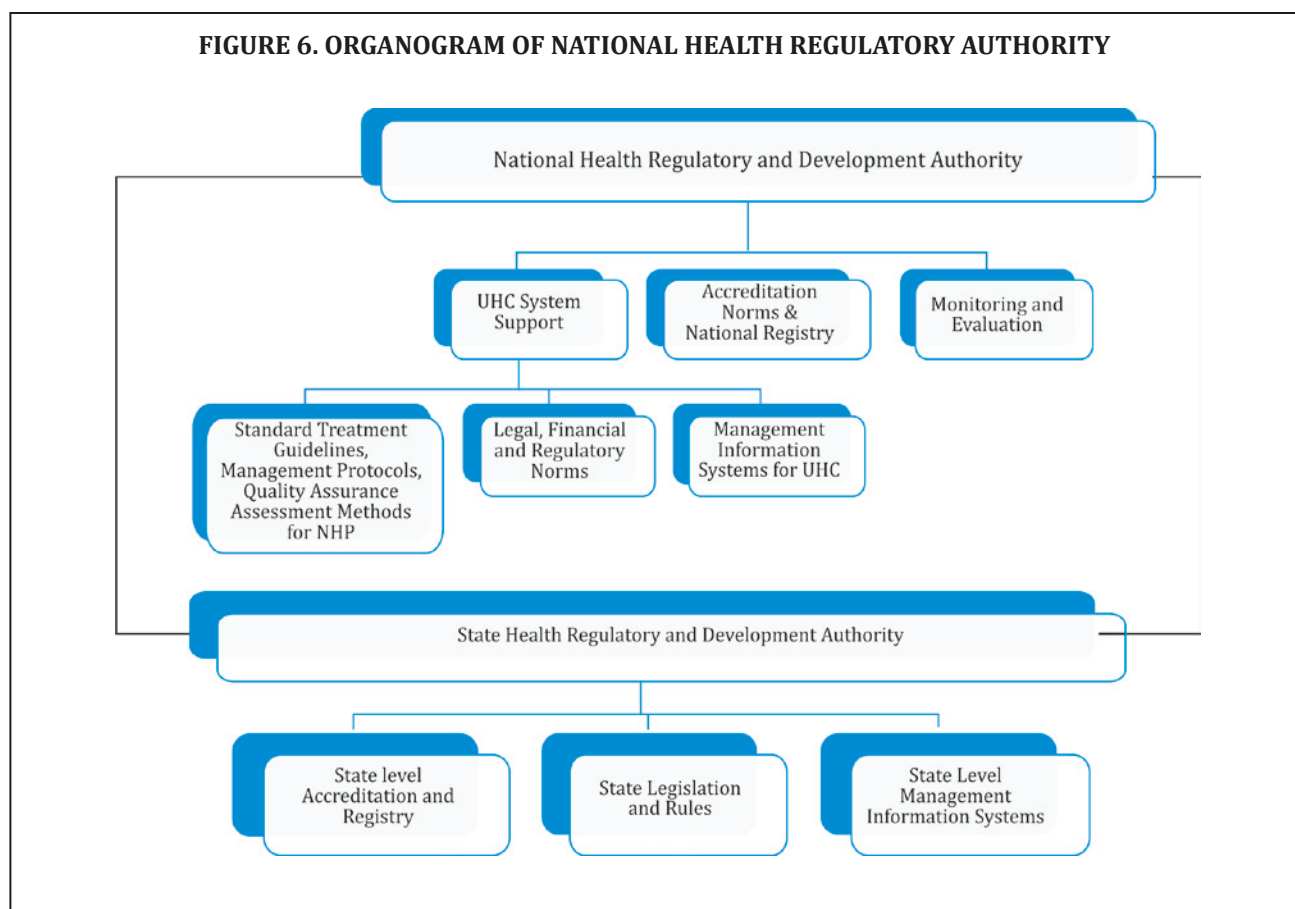 FIGURE 6. ORGANOGRAM OF NATIONAL HEALTH REGULATORY AUTHORITY
National Health Regulatory and Development Authority
UHC System
Support
Accreditation
Norms &
National Registry
Monitoring and
Evaluation
Standard Treatment
Guidelines,
Management Protocols,
Quality Assurance
Assessment Methods
for NHP
Legal, Financial
and Regulatory
Norms
Management
Information
Systems for UHC
State Health Regulatory and Development Authority
State level
Accreditation and
Registry
State Legislation
and Rules
State Level
Management
Information Systems